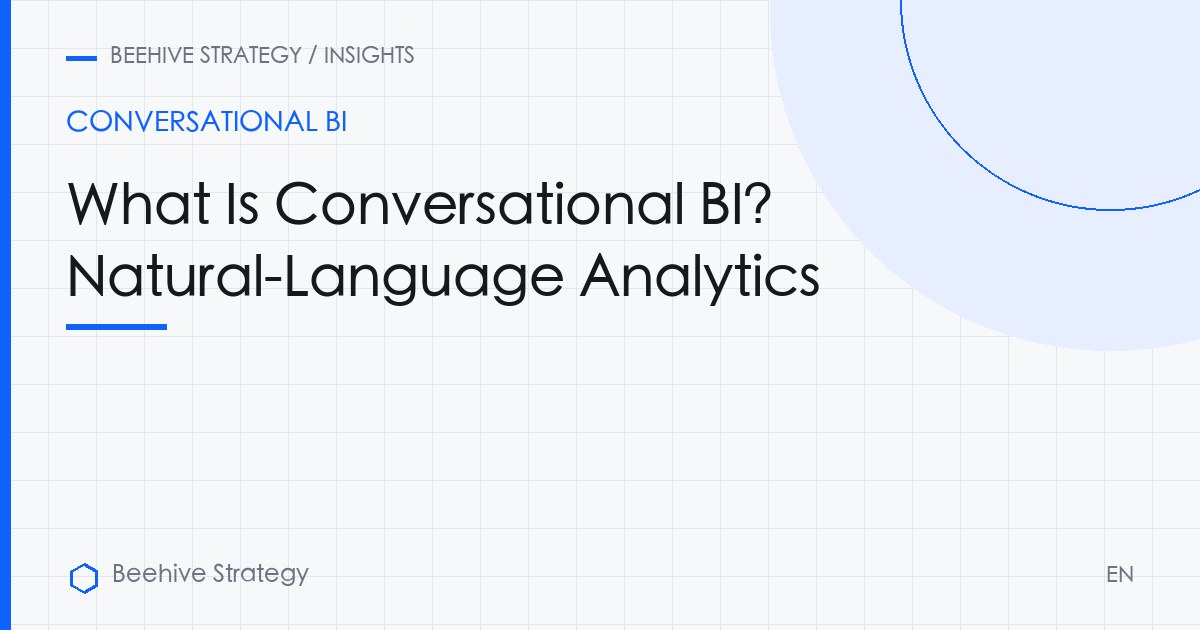 BEEHIVE STRATEGY / INSIGHTS
CONVERSATIONAL BI
What Is Conversational BI?
Natural-Language Analytics
Beehive Strategy
EN